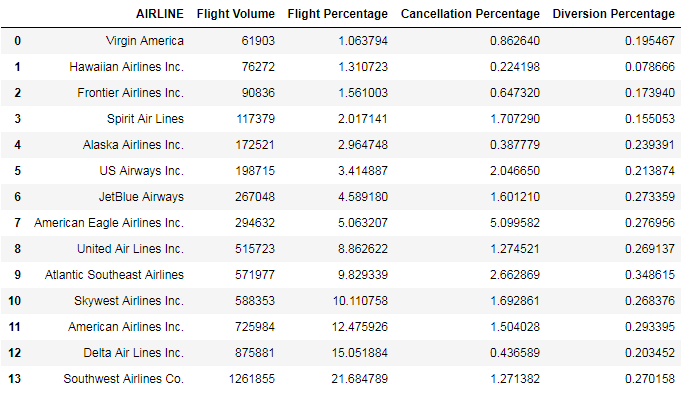 AIRLINE Flight Volume Flight Percentage Cancellation Percentage Diversion Percentage
0 Virgin America 61903 1.063794 0.862640 0.195467
1 Hawaiian Airlines Inc. 76272 1.310723 0.224198 0.078666
2 Frontier Airlines Inc. 90836 1.561003 0.647320 0.173940
3 Spirit Air Lines 117379 2.017141 1.707290 0.155053
4 Alaska Airlines Inc. 172521 2.964748 0.387779 0.239391
5 US Airways Inc. 198715 3.414887 2.046650 0.213874
6 JetBlue Airways 267048 4.589180 1.601210 0.273359
7 American Eagle Airlines Inc. 294632 5.063207 5.099582 0.276956
8 United Air Lines Inc. 515723 8.862622 1.274521 0.269137
9 Atlantic Southeast Airlines 571977 9.829339 2.662869 0.348615
10 Skywest Airlines Inc. 588353 10.110758 1.692861 0.268376
11 American Airlines Inc. 725984 12.475926 1.504028 0.293395
12 Delta Air Lines Inc. 875881 15.051884 0.436589 0.203452
13 Southwest Airlines Co. 1261855 21.684789 1.271382 0.270158